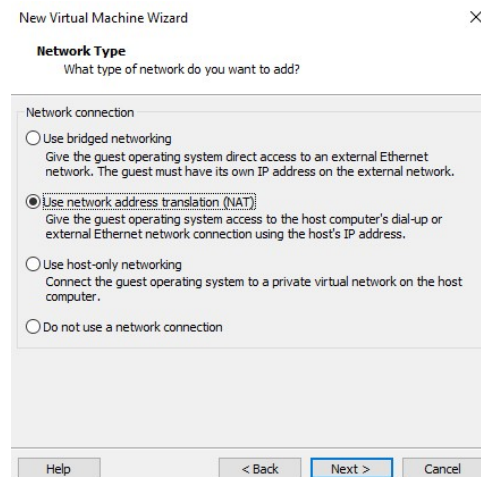 New Virtual Machine Wizard
Network Type
What type of network do you want to add?
Network connection
Use bridged networking
Give the guest operating system direct access to an external Ethernet
network. The guest must have its own IP address on the external network.
Use network address translation (NAT)
Give the guest operating system access to the host computer's dial-up or
external Ethernet network connection using the host's IP address.
Use host-only networking
Connect the guest operating system to a private virtual network on the host
computer.
Do not use a network connection
Help < Back Next > Cancel